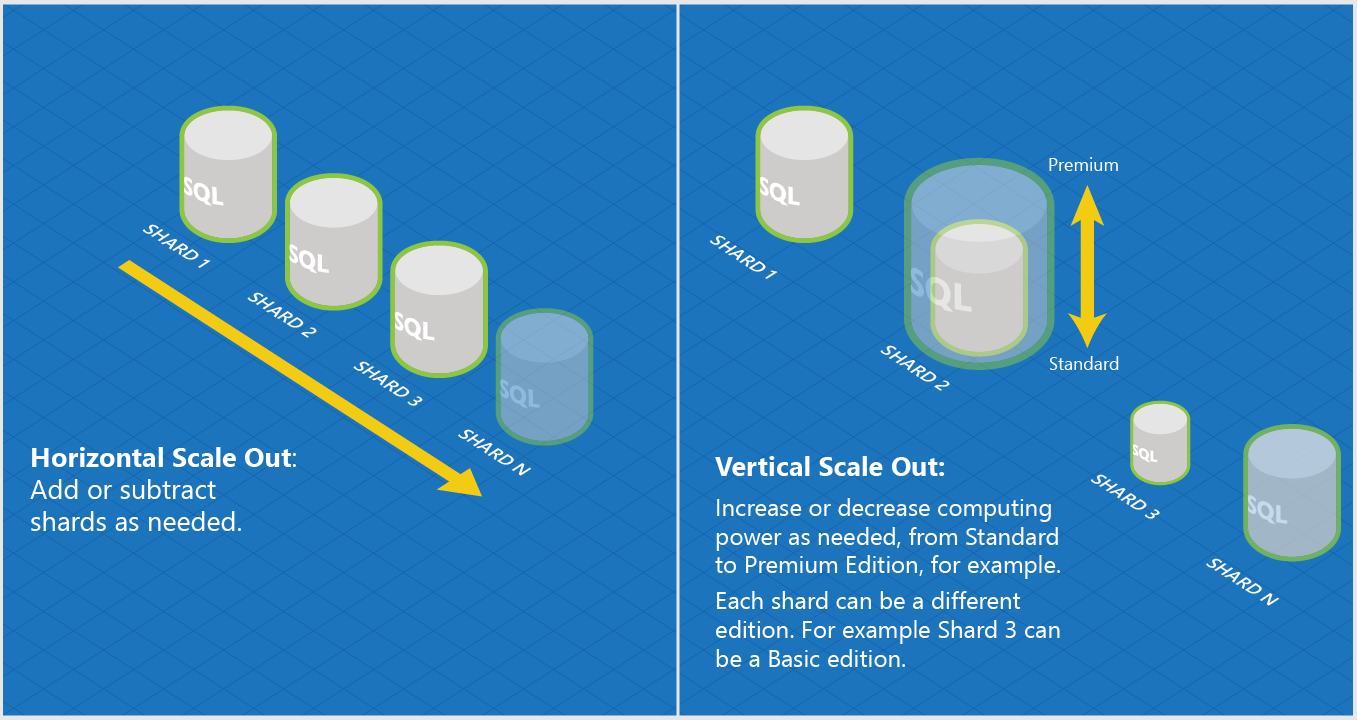 SQL
SHARD 1
SQL
SHARD 2
SQL
SHARD 3
SQL
SHARD N
Horizontal Scale Out:
Add or subtract
shards as needed.
SQL
SHARD 1
Premium
SQL
Standard
SHARD 2
SQL
SHARD 3
SQL
SHARD N
Vertical Scale Out:
Increase or decrease computing
power as needed, from Standard
to Premium Edition, for example.
Each shard can be a different
edition. For example Shard 3 can
be a Basic edition.